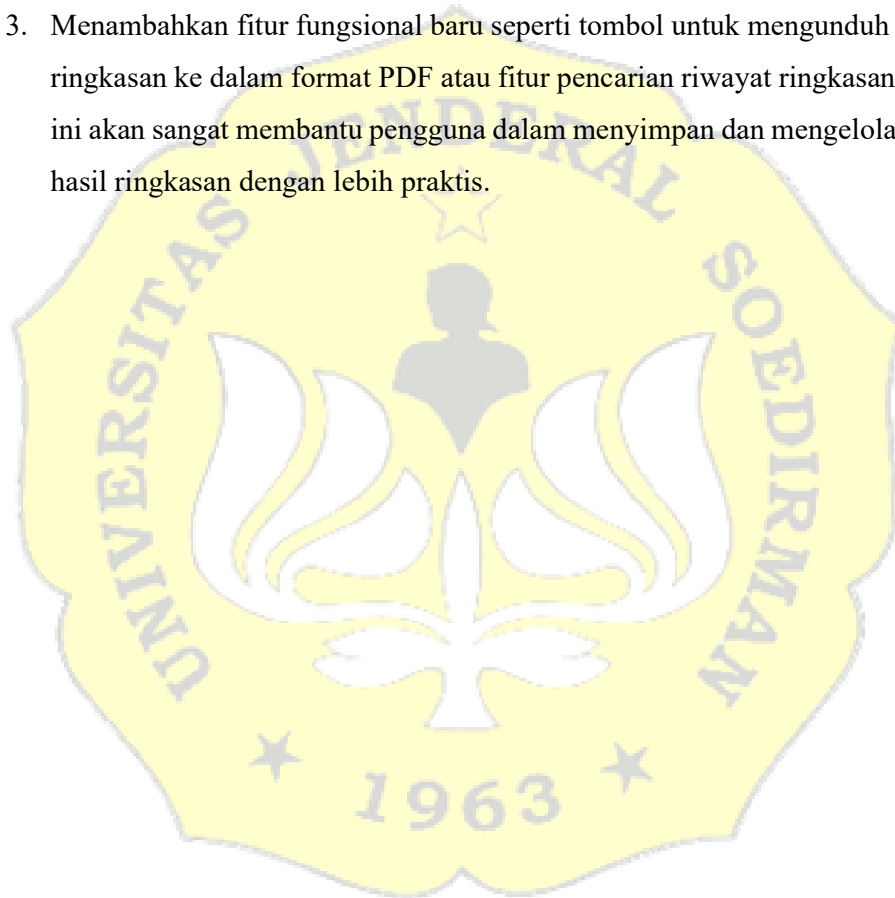 3. Menambahkan fitur fungsional baru seperti tombol untuk mengunduh
ringkasan ke dalam format PDF atau fitur pencarian riwayat ringkasan
ini akan sangat membantu pengguna dalam menyimpan dan mengelola
hasil ringkasan dengan lebih praktis.
UNIVERSITAS JENDERAL SOEDIRMAN
1963